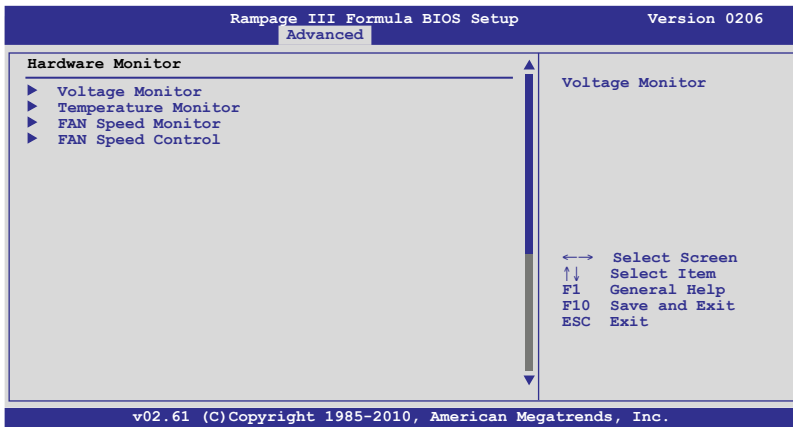 Rampage III Formula BIOS Setup Version 0206
Advanced
Hardware Monitor
Voltage Monitor
Temperature Monitor
FAN Speed Monitor
FAN Speed Control
Voltage Monitor
←→ Select Screen
↑↓ Select Item
F1 General Help
F10 Save and Exit
ESC Exit
v02.61 (C)Copyright 1985-2010, American Megatrends, Inc.